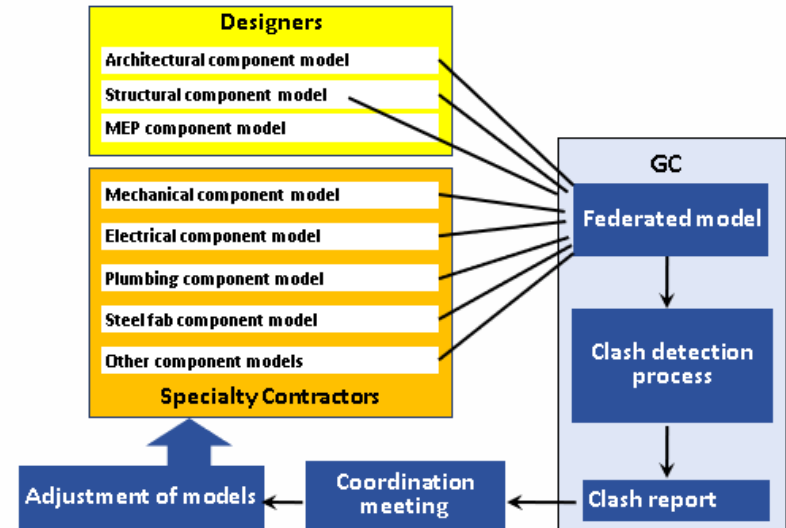 Designers
Architectural component model
Structural component model
MEP component model
Mechanical component model
Electrical component model
Plumbing component model
Steel fab component model
Other component models
Specialty Contractors
GC
Federated model
Clash detection
process
Clash report
Coordination
meeting
Adjustment of models